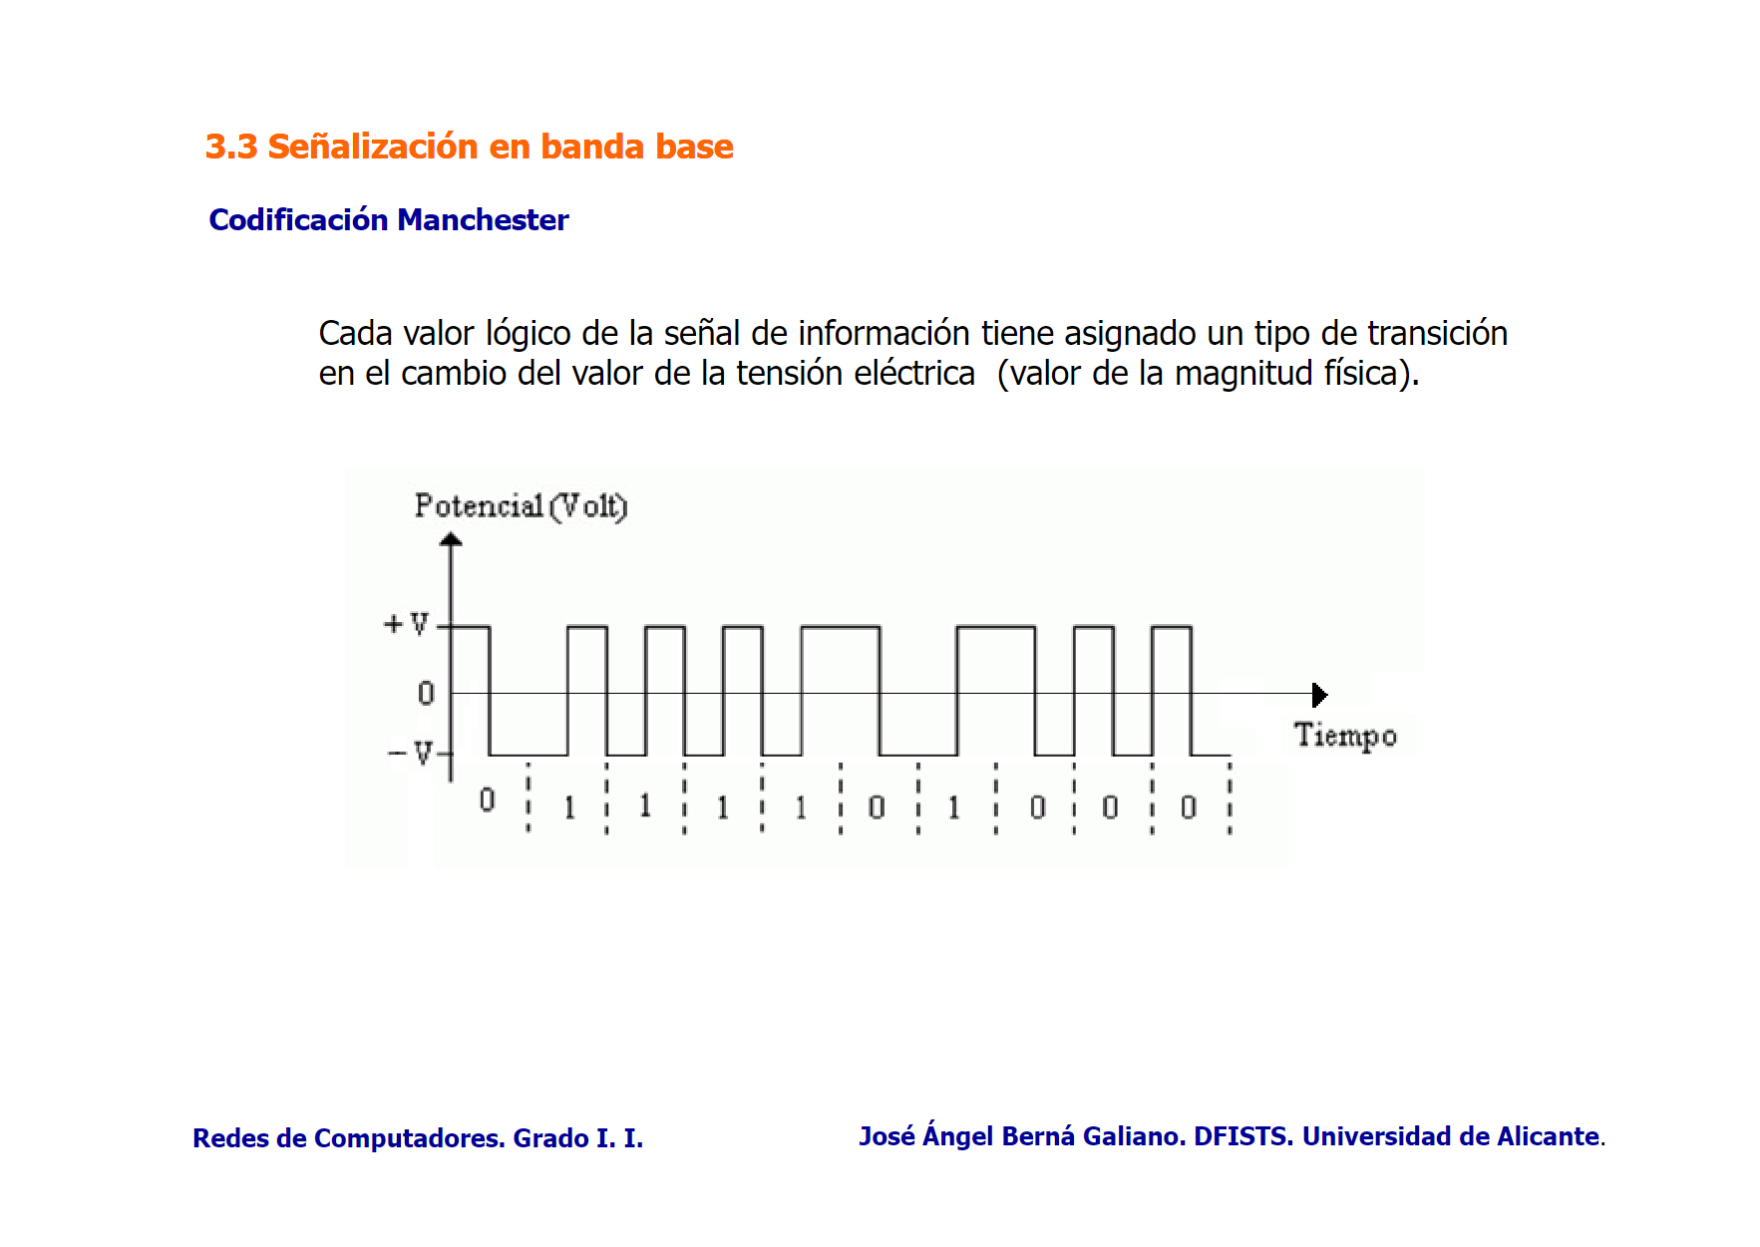 3.3 Señalización en banda base
Codificación Manchester
Cada valor lógico de la señal de información tiene asignado un tipo de transición
en el cambio del valor de la tensión eléctrica  (valor de la magnitud física).
Potencial(Volt)
+V
0
−V
Tiempo
0 1 1 1 1 0 1 0 0 0
Redes de Computadores. Grado I. I.
José Ángel Berná Galiano. DFISTS. Universidad de Alicante.